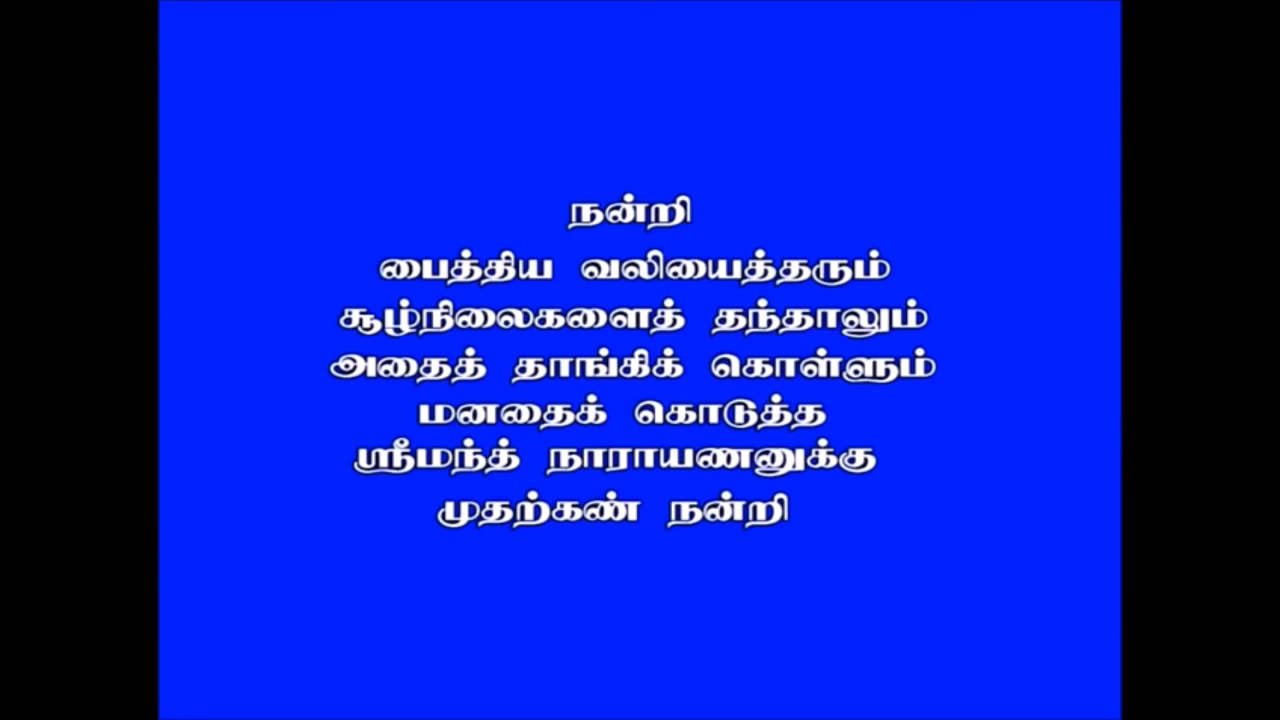 நன்றி
பைத்திய வலியைத்தரும்
சூழ்நிலைகளைத் தந்தாலும்
அதைத் தாங்கிக் கொள்ளும்
மனதைக் கொடுத்த
ஸ்ரீமந்த் நாராயணனுக்கு
முதற்கண் நன்றி